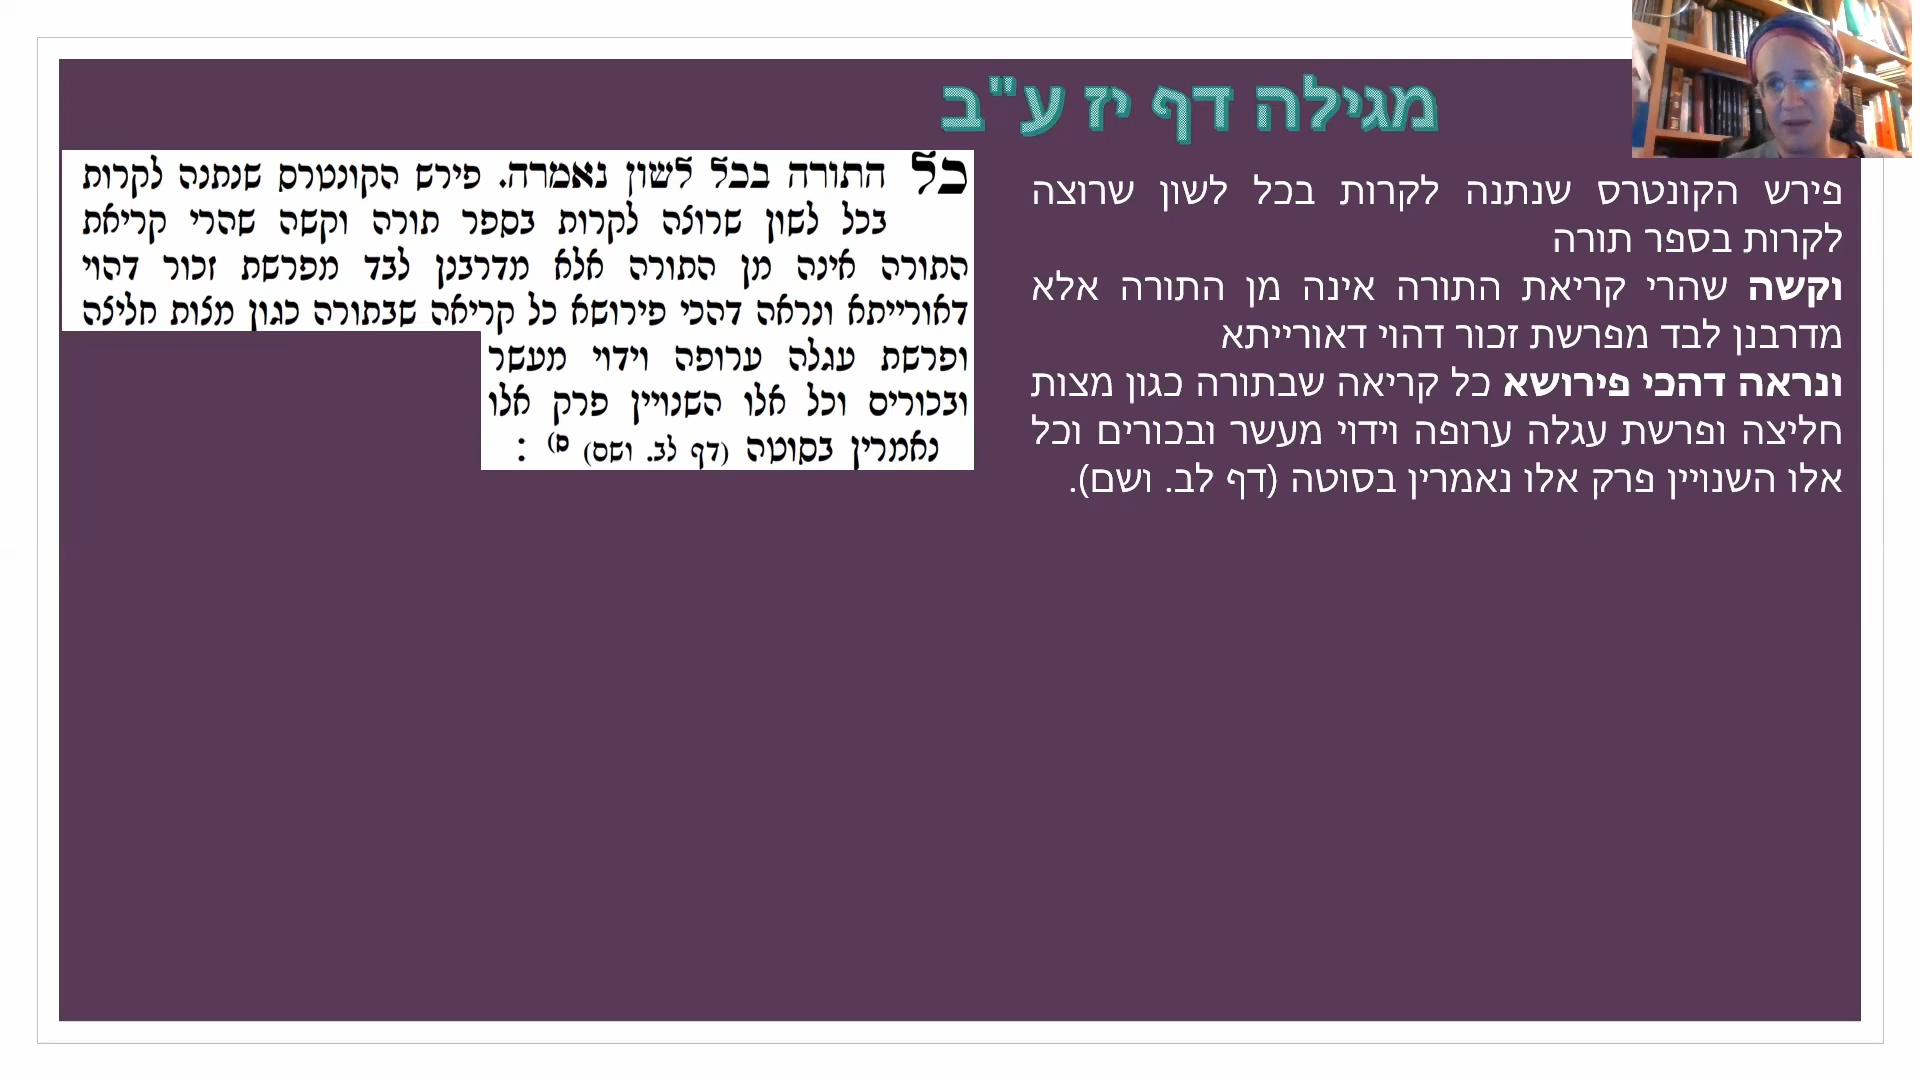 מגילה דף יז ע"ב
פירש הקונטרס שנתנה לקרות בכל לשון שרוצה
לקרות בספר תורה
וקשה שהרי קריאת התורה אינה מן התורה אלא
מדרבנן לבד מפרשת זכור דהוי דאורייתא
ונראה דהכי פירושא כל קריאה שבתורה כגון מצות
חליצה ופרשת עגלה ערופה וידוי מעשר ובכורים וכל
אלו השנויין פרק אלו נאמרין בסוטה (דף לב. ושם).
כל התורה בכל לשון נאמרה. פירש הקונטרס שנתנה לקרות
בכל לשון שרוצה לקרות בספר תורה וקשה שהרי קריאת
התורה אינה מן התורה אלא מדרבנן לבד מפרשת זכור דהוי
דאורייתא ונראה דהכי פירושא כל קריאה שבתורה כגון מצות חליצה
ופרשת עגלה ערופה וידוי מעשר
ובכורים וכל אלו השנויין פרק אלו
נאמרין בסוטה (דף לב. ושם) ס) :